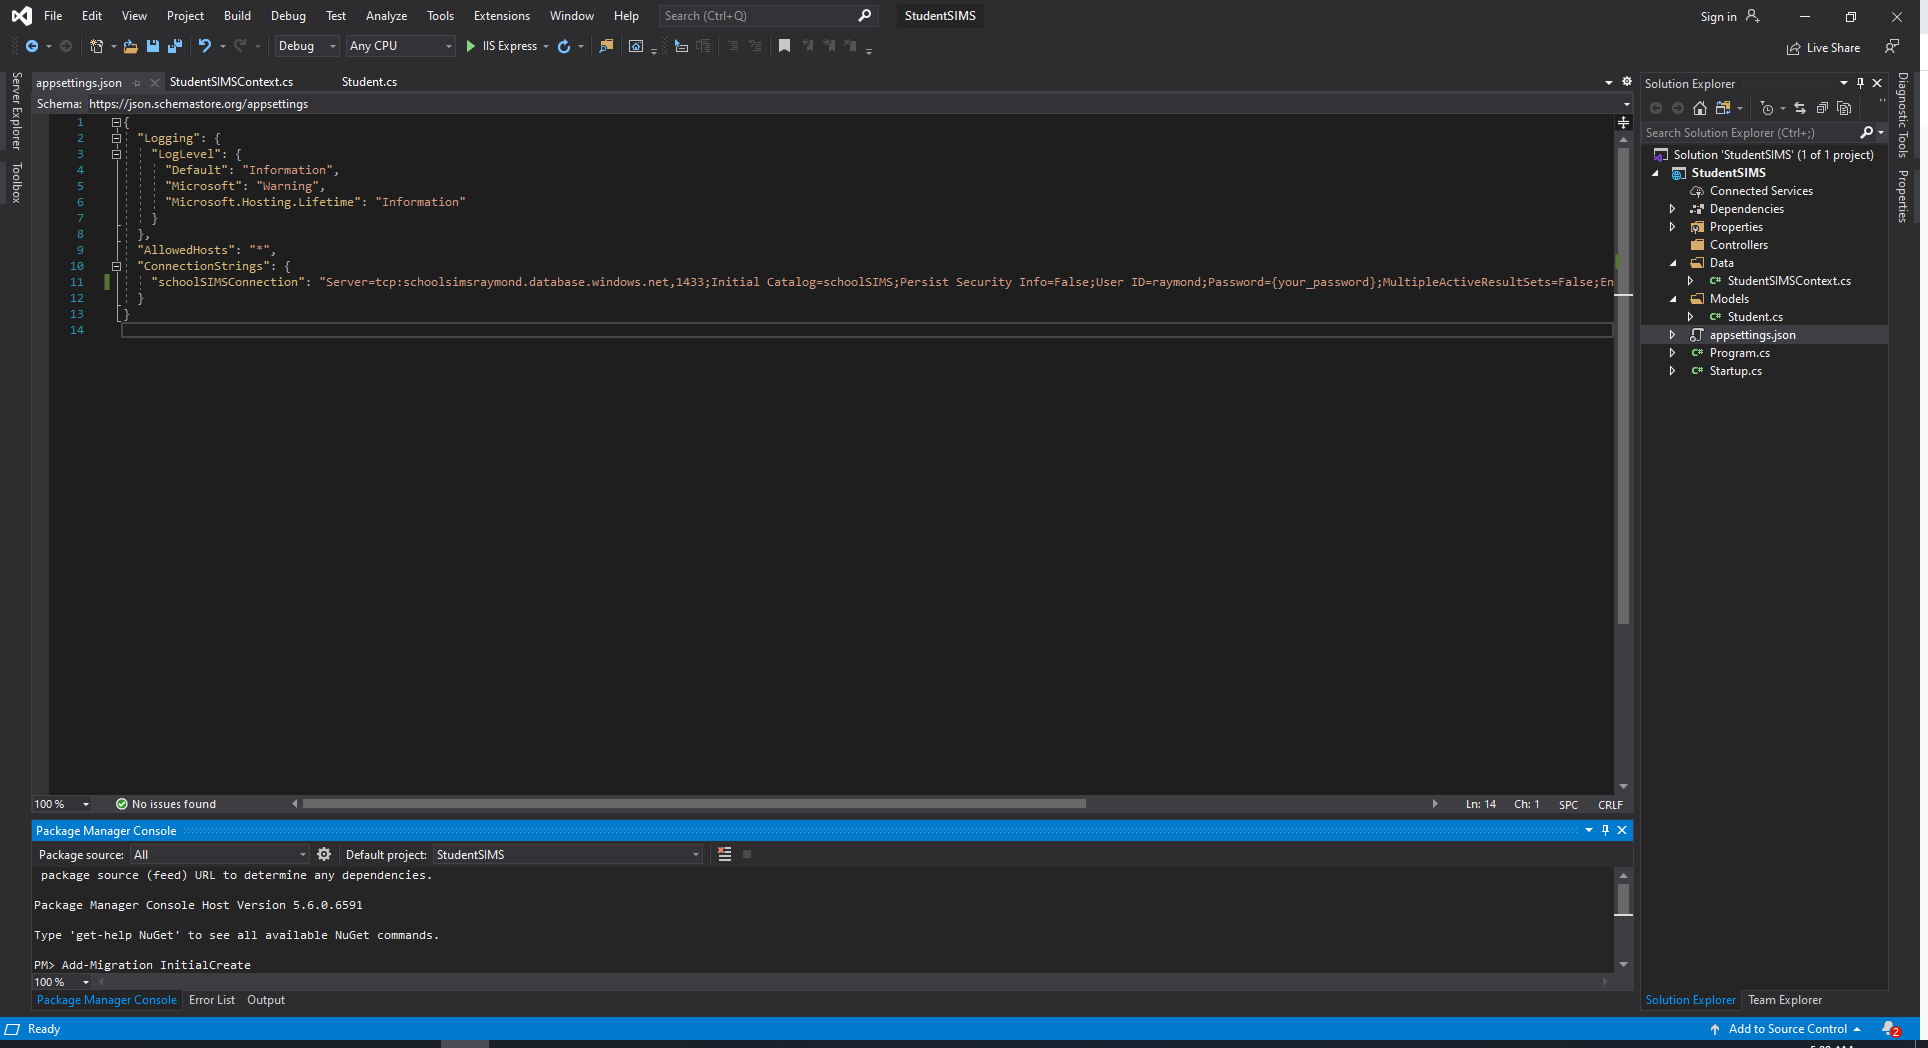 File Edit View Project Build Debug Test Analyze Tools Extensions Window Help Search (Ctrl+Q) StudentSIMS Sign in
Debug Any CPU IIS Express Live Share
Server Explorer
Toolbox
appsettings.json StudentSIMSContext.cs Student.cs
Schema: https://json.schemastore.org/appsettings
1 {
2 "Logging": {
3 "LogLevel": {
4 "Default": "Information",
5 "Microsoft": "Warning",
6 "Microsoft.Hosting.Lifetime": "Information"
7 }
8 },
9 "AllowedHosts": "*",
10 "ConnectionStrings": {
11 "schoolSIMSConnection": "Server=tcp:schoolsimsraymond.database.windows.net,1433;Initial Catalog=schoolSIMS;Persist Security Info=False;User ID=raymond;Password={your_password};MultipleActiveResultSets=False;En
12 }
13 }
14
100 % No issues found Ln: 14 Ch: 1 SPC CRLF
Package Manager Console
Package source: All Default project: StudentSIMS
package source (feed) URL to determine any dependencies.
Package Manager Console Host Version 5.6.0.6591
Type 'get-help NuGet' to see all available NuGet commands.
PM> Add-Migration InitialCreate
100 %
Package Manager Console Error List Output
Solution Explorer
Search Solution Explorer (Ctrl+;)
Solution 'StudentSIMS' (1 of 1 project)
StudentSIMS
Connected Services
Dependencies
Properties
Controllers
Data
C# StudentSIMSContext.cs
Models
C# Student.cs
appsettings.json
C# Program.cs
C# Startup.cs
Solution Explorer Team Explorer
Diagnostic Tools
Properties
Ready Add to Source Control 2